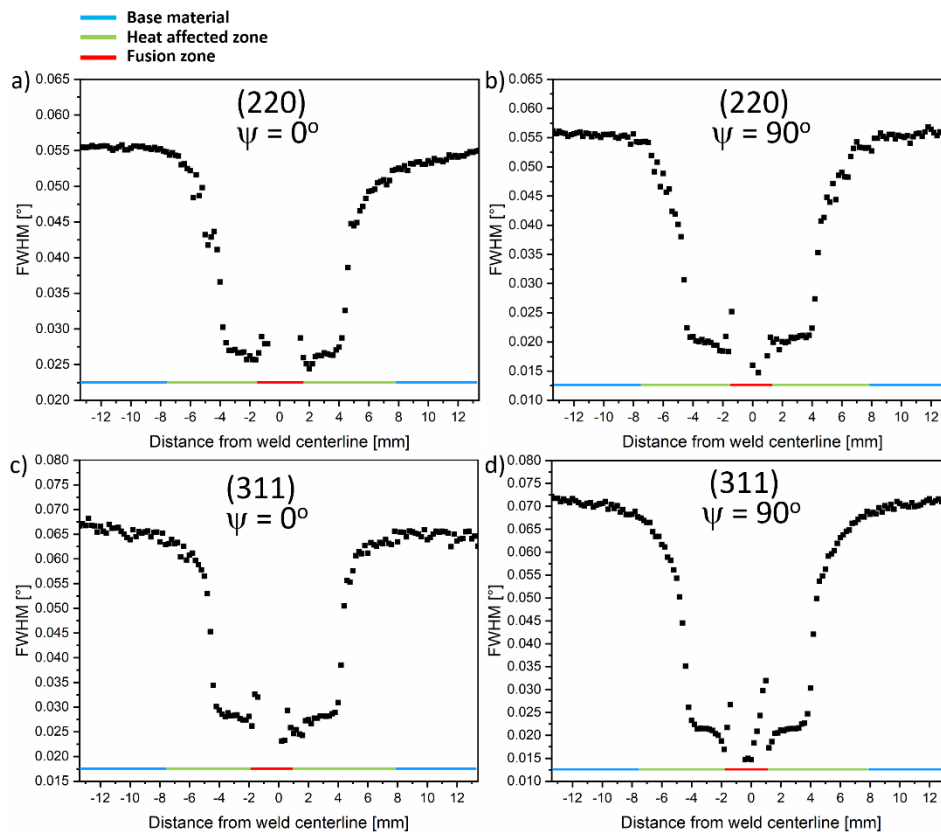 Base material
Heat affected zone
Fusion zone
a)
(220)
ψ = 0°
FWHM [°]
0.065
0.060
0.055
0.050
0.045
0.040
0.035
0.030
0.025
0.020
-12 -10 -8 -6 -4 -2 0 2 4 6 8 10 12
Distance from weld centerline [mm]
b)
(220)
ψ = 90°
FWHM [°]
0.065
0.060
0.055
0.050
0.045
0.040
0.035
0.030
0.025
0.020
0.015
0.010
-12 -10 -8 -6 -4 -2 0 2 4 6 8 10 12
Distance from weld centerline [mm]
c)
(311)
ψ = 0°
FWHM [°]
0.080
0.075
0.070
0.065
0.060
0.055
0.050
0.045
0.040
0.035
0.030
0.025
0.020
0.015
-12 -10 -8 -6 -4 -2 0 2 4 6 8 10 12
Distance from weld centerline [mm]
d)
(311)
ψ = 90°
FWHM [°]
0.080
0.075
0.070
0.065
0.060
0.055
0.050
0.045
0.040
0.035
0.030
0.025
0.020
0.015
0.010
-12 -10 -8 -6 -4 -2 0 2 4 6 8 10 12
Distance from weld centerline [mm]